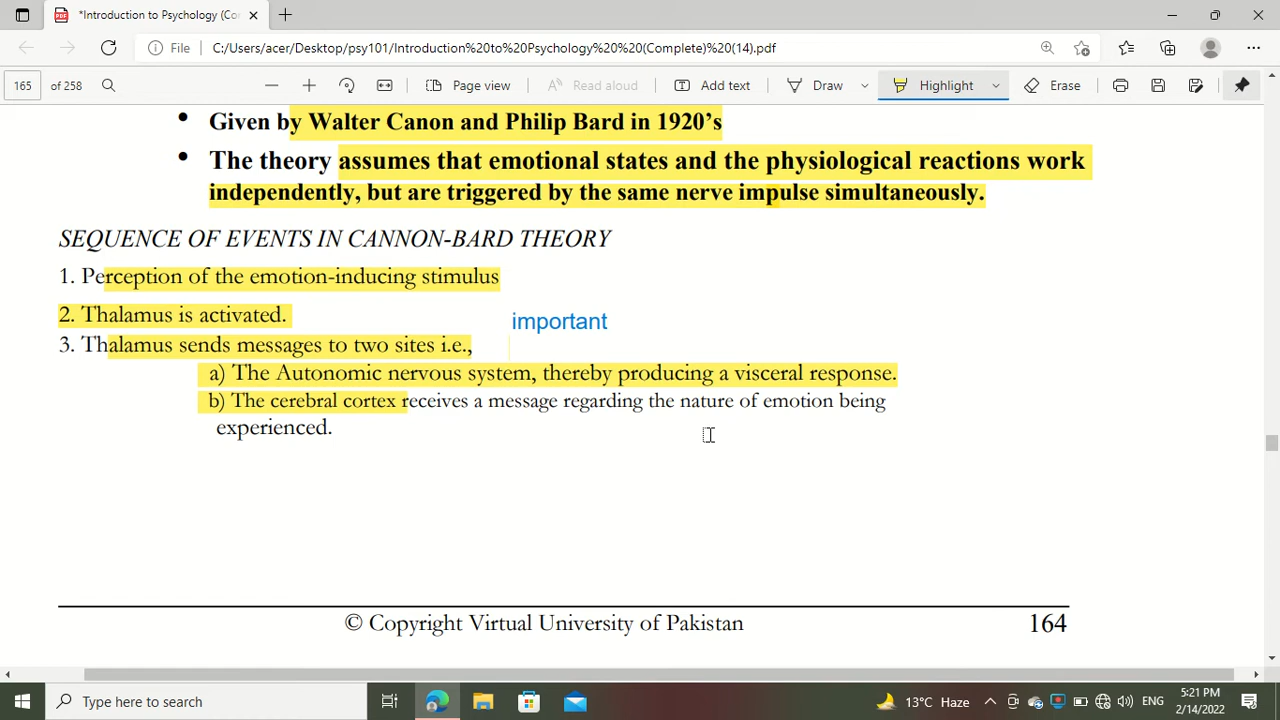 *Introduction to Psychology (Co
File
C:/Users/acer/Desktop/psy101/Introduction%20to%20Psychology%20%20(Complete)%20(14).pdf
165 of 258
Page view
Read aloud
Add text
Draw
Highlight
Erase
• Given by Walter Canon and Philip Bard in 1920's
• The theory assumes that emotional states and the physiological reactions work
independently, but are triggered by the same nerve impulse simultaneously.
SEQUENCE OF EVENTS IN CANNON-BARD THEORY
1. Perception of the emotion-inducing stimulus
2. Thalamus is activated.
important
3. Thalamus sends messages to two sites i.e.,
a) The Autonomic nervous system, thereby producing a visceral response.
b) The cerebral cortex receives a message regarding the nature of emotion being
experienced.
© Copyright Virtual University of Pakistan
164
Type here to search
13°C Haze
ENG
5:21 PM
2/14/2022